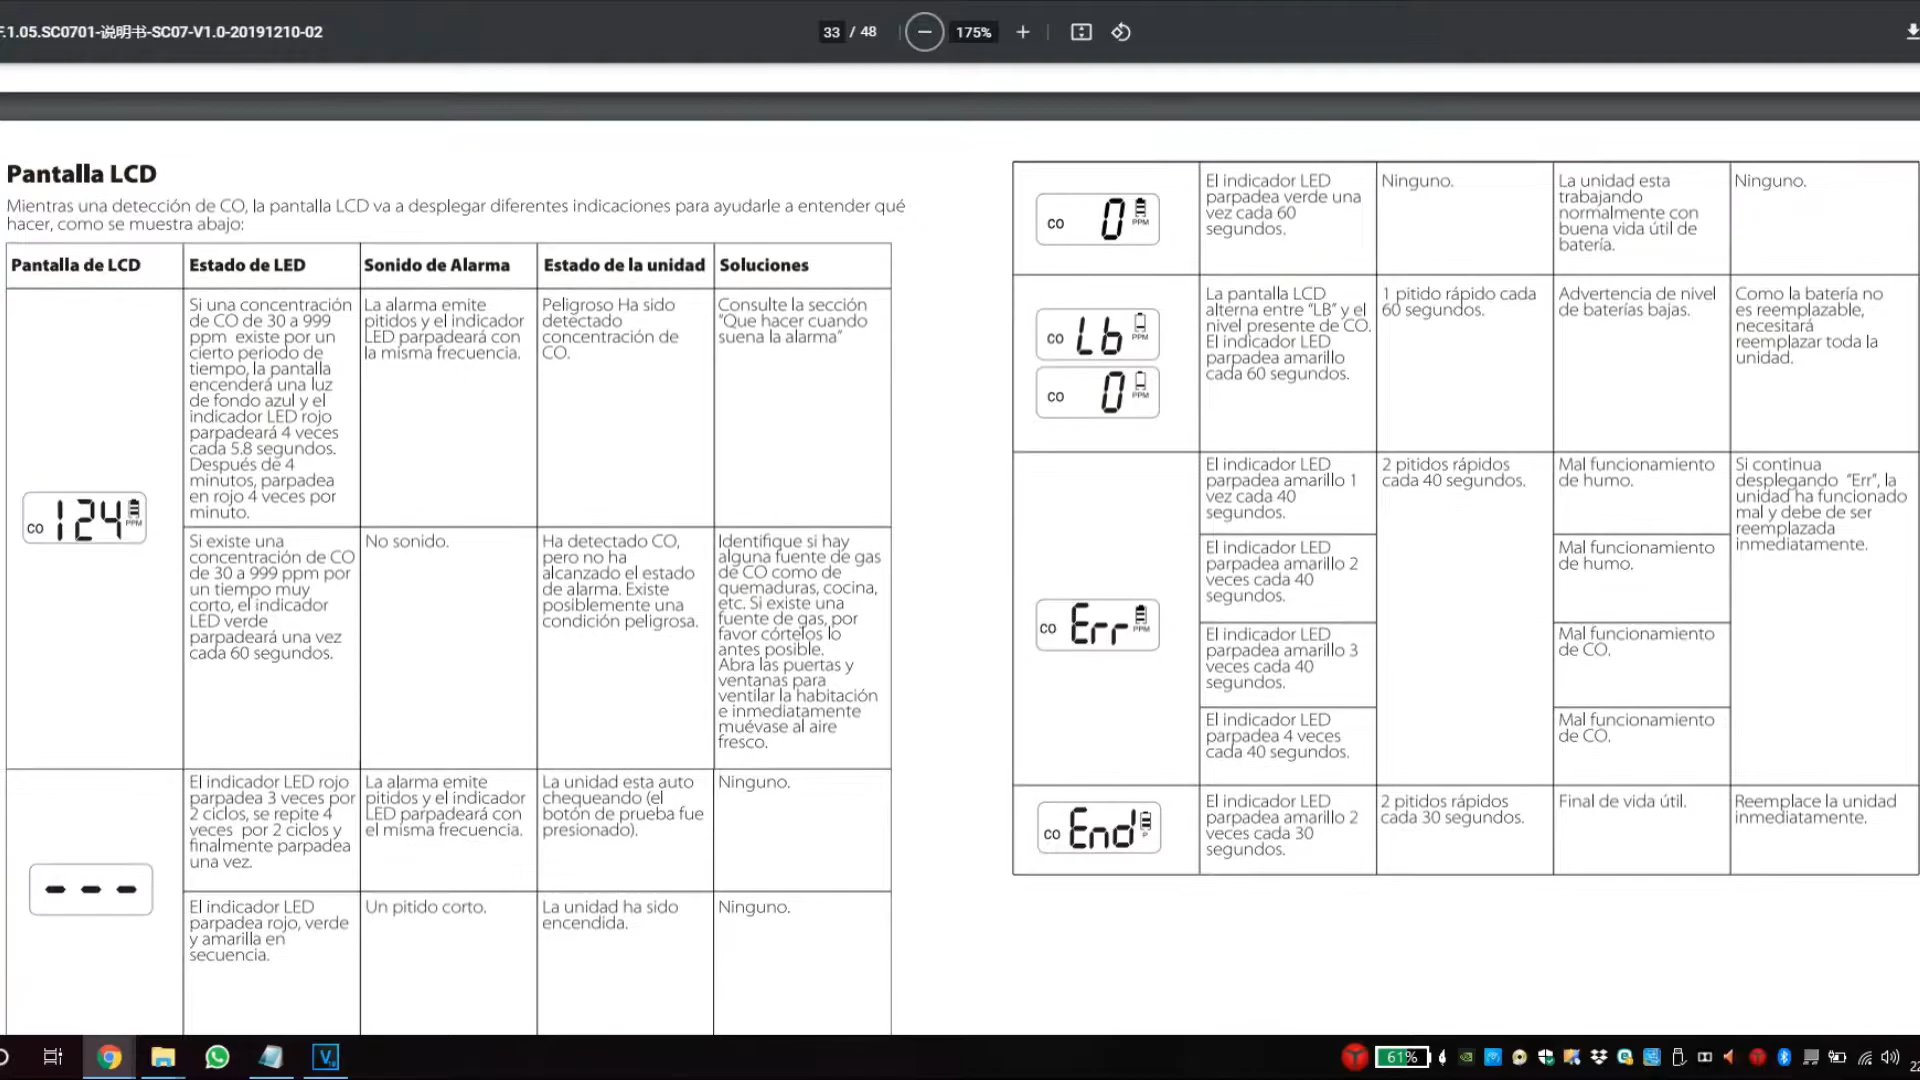 F.1.05.SC0701-说明书-SC07-V1.0-20191210-02
33 / 48
175%
Pantalla LCD
Mientras una detección de CO, la pantalla LCD va a desplegar diferentes indicaciones para ayudarle a entender qué
hacer, como se muestra abajo:
Pantalla de LCD
Estado de LED
Sonido de Alarma
Estado de la unidad
Soluciones
CO 124 PPM
Si una concentración
de CO de 30 a 999
ppm existe por un
cierto periodo de
tiempo, la pantalla
encenderá una luz
de fondo azul y el
indicador LED rojo
parpadeará 4 veces
cada 5.8 segundos.
Después de 4
minutos, parpadea
en rojo 4 veces por
minuto.
La alarma emite
pitidos y el indicador
LED parpadeará con
la misma frecuencia.
Peligroso Ha sido
detectado
concentración de
CO.
Consulte la sección
"Que hacer cuando
suena la alarma"
Si existe una
concentración de CO
de 30 a 999 ppm por
un tiempo muy
corto, el indicador
LED verde
parpadeará una vez
cada 60 segundos.
No sonido.
Ha detectado CO,
pero no ha
alcanzado el estado
de alarma. Existe
posiblemente una
condición peligrosa.
Identifique si hay
alguna fuente de gas
de CO como de
quemaduras, cocina,
etc. Si existe una
fuente de gas, por
favor córtelos lo
antes posible.
Abra las puertas y
ventanas para
ventilar la habitación
e inmediatamente
muévase al aire
fresco.
- - -
El indicador LED rojo
parpadea 3 veces por
2 ciclos, se repite 4
veces por 2 ciclos y
finalmente parpadea
una vez.
La alarma emite
pitidos y el indicador
LED parpadeará con
el misma frecuencia.
La unidad esta auto
chequeando (el
botón de prueba fue
presionado).
Ninguno.
El indicador LED
parpadea rojo, verde
y amarilla en
secuencia.
Un pitido corto.
La unidad ha sido
encendida.
Ninguno.
CO 0 PPM
El indicador LED
parpadea verde una
vez cada 60
segundos.
Ninguno.
La unidad esta
trabajando
normalmente con
buena vida útil de
batería.
Ninguno.
CO Lb PPM
CO 0 PPM
La pantalla LCD
alterna entre "LB" y el
nivel presente de CO.
El indicador LED
parpadea amarillo
cada 60 segundos.
1 pitido rápido cada
60 segundos.
Advertencia de nivel
de baterías bajas.
Como la batería no
es reemplazable,
necesitará
reemplazar toda la
unidad.
CO Err PPM
El indicador LED
parpadea amarillo 1
vez cada 40
segundos.
2 pitidos rápidos
cada 40 segundos.
Mal funcionamiento
de humo.
Si continua
desplegando "Err", la
unidad ha funcionado
mal y debe de ser
reemplazada
inmediatamente.
El indicador LED
parpadea amarillo 2
veces cada 40
segundos.
Mal funcionamiento
de humo.
El indicador LED
parpadea amarillo 3
veces cada 40
segundos.
Mal funcionamiento
de CO.
El indicador LED
parpadea 4 veces
cada 40 segundos.
Mal funcionamiento
de CO.
CO End P
El indicador LED
parpadea amarillo 2
veces cada 30
segundos.
2 pitidos rápidos
cada 30 segundos.
Final de vida útil.
Reemplace la unidad
inmediatamente.
61%